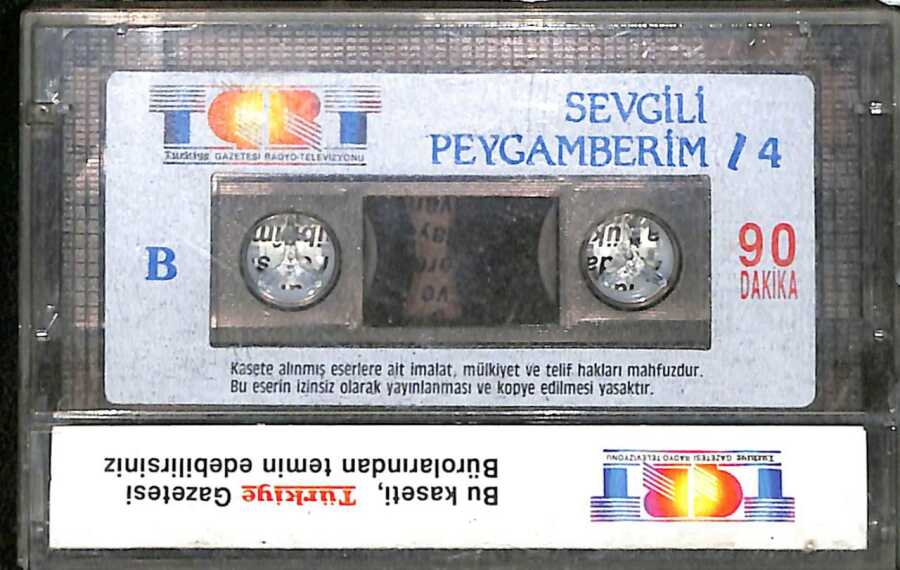 TGRT
Türkiye GAZETESİ RADYO-TELEVİZYONU
SEVGİLİ
PEYGAMBERİM / 4
B
90
DAKİKA
Kasete alınmış eserlere ait imalat, mülkiyet ve telif hakları mahfuzdur.
Bu eserin izinsiz olarak yayınlanması ve kopye edilmesi yasaktır.
Bu kaseti, Türkiye Gazetesi
Bürolarından temin edebilirsiniz
TGRT
Türkiye GAZETESİ RADYO TELEVİZYONU